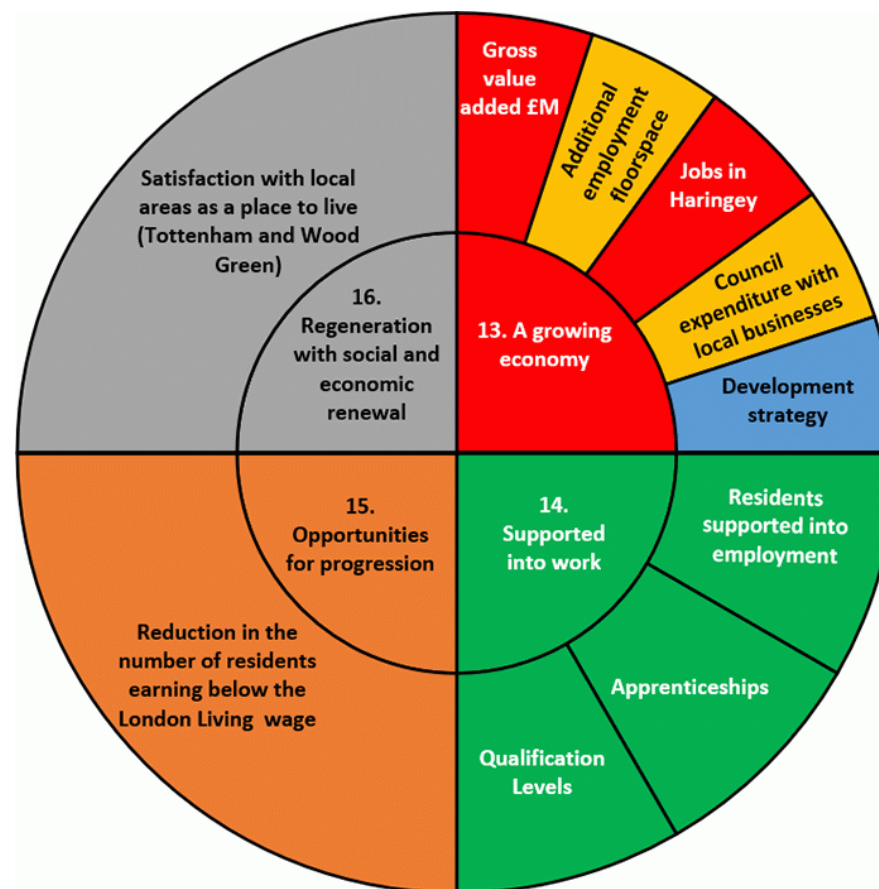 Gross
value
added £M
Additional
employment
floorspace
Jobs in
Haringey
Council
expenditure with
local businesses
Development
strategy
13. A growing
economy
Satisfaction with local
areas as a place to live
(Tottenham and Wood
Green)
16.
Regeneration
with social and
economic
renewal
15.
Opportunities
for progression
14.
Supported
into work
Residents
supported into
employment
Apprenticeships
Qualification
Levels
Reduction in the
number of residents
earning below the
London Living wage